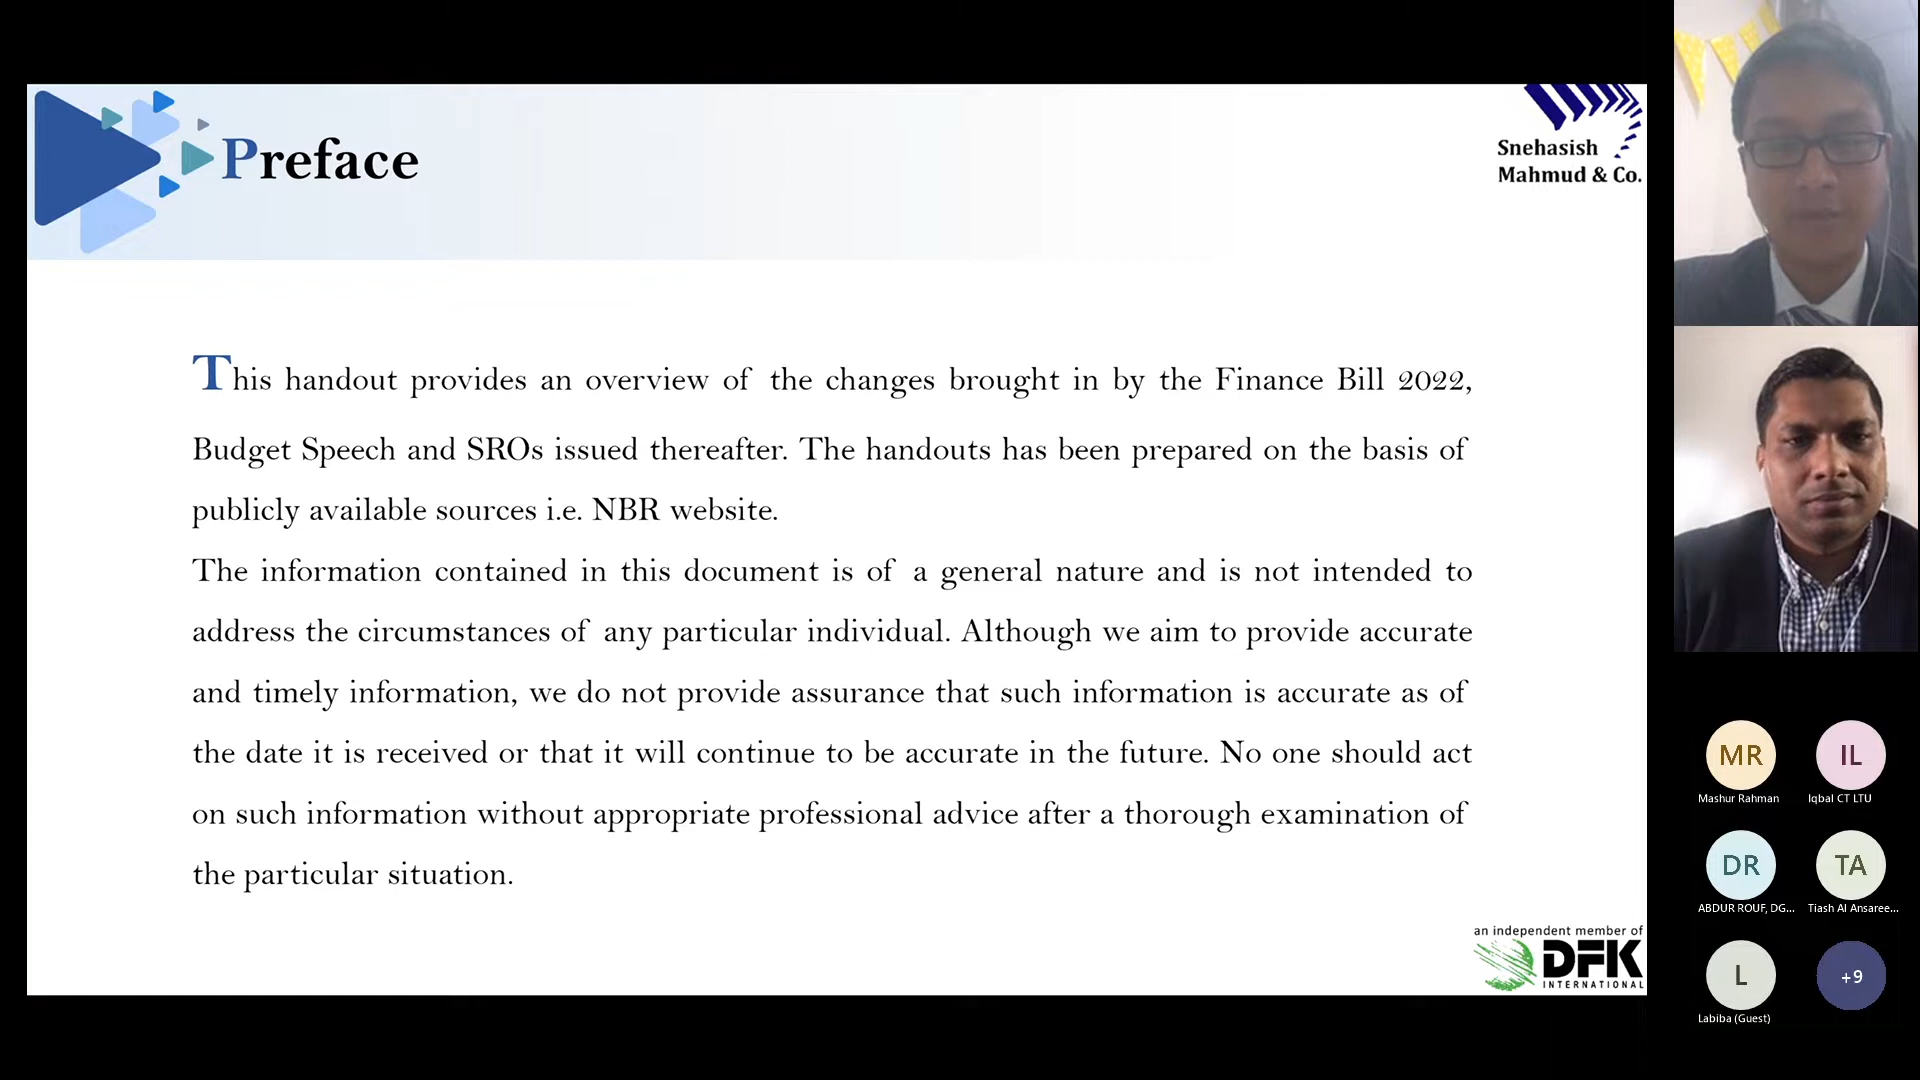 Preface
Snehasish
Mahmud & Co.
This handout provides an overview of the changes brought in by the Finance Bill 2022,
Budget Speech and SROs issued thereafter. The handouts has been prepared on the basis of
publicly available sources i.e. NBR website.
The information contained in this document is of a general nature and is not intended to
address the circumstances of any particular individual. Although we aim to provide accurate
and timely information, we do not provide assurance that such information is accurate as of
the date it is received or that it will continue to be accurate in the future. No one should act
on such information without appropriate professional advice after a thorough examination of
the particular situation.
an independent member of
DFK
INTERNATIONAL
MR
Mashur Rahman
IL
Iqbal CT LTU
DR
ABDUR ROUF, DG...
TA
Tiash Al Ansaree...
L
Labiba (Guest)
+9